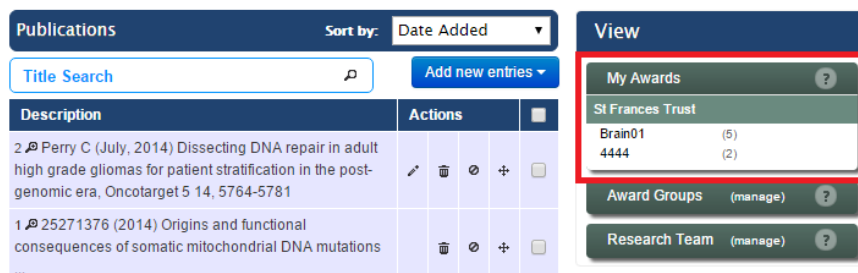 Publications
Sort by:
Date Added
Title Search
Add new entries
Description
Actions
2 Perry C (July, 2014) Dissecting DNA repair in adult
high grade gliomas for patient stratification in the post-
genomic era, Oncotarget 5 14, 5764-5781
1 25271376 (2014) Origins and functional
consequences of somatic mitochondrial DNA mutations
...
View
My Awards ?
St Frances Trust
Brain01 (5)
4444 (2)
Award Groups (manage) ?
Research Team (manage) ?